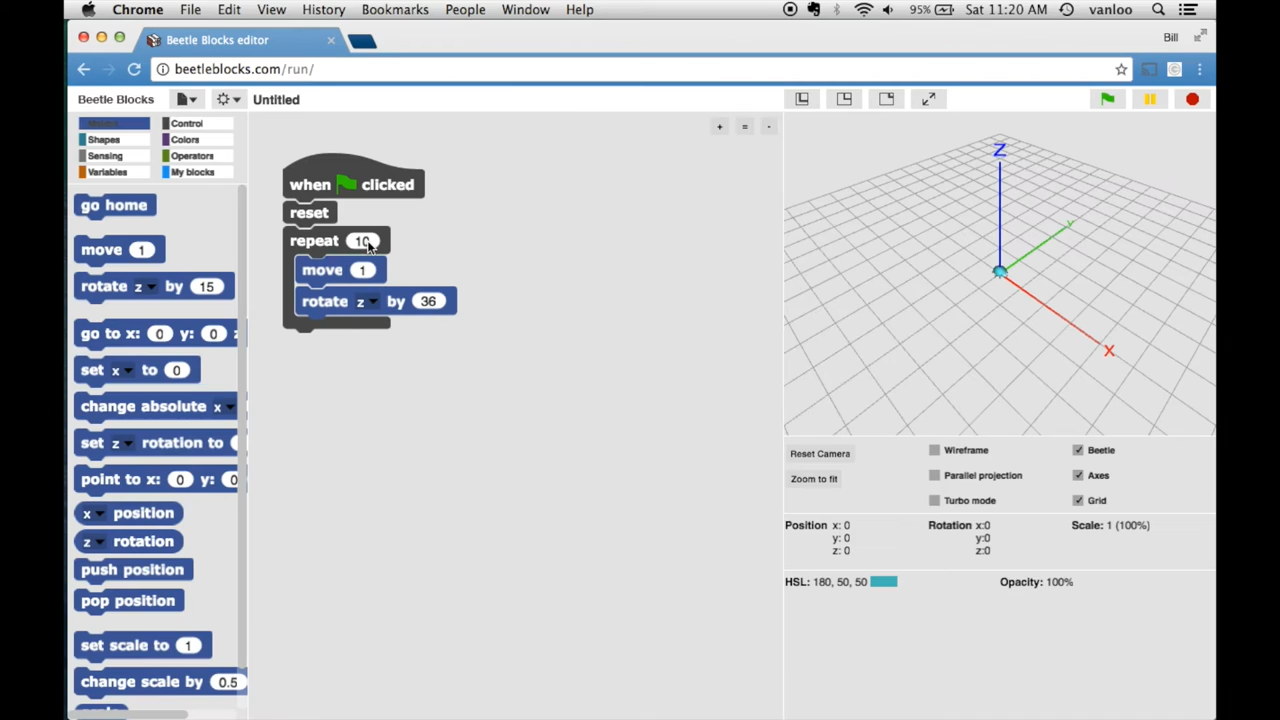 Chrome File Edit View History Bookmarks People Window Help 95% Sat 11:20 AM vanloo
Beetle Blocks editor Bill
beetleblocks.com/run/
Beetle Blocks Untitled
Control
Shapes Colors
Sensing Operators
Variables My blocks
go home
move 1
rotate z by 15
go to x: 0 y: 0
set x to 0
change absolute x
set z rotation to
point to x: 0 y: 0
x position
z rotation
push position
pop position
set scale to 1
change scale by 0.5
+ = -
when clicked
reset
repeat 10
move 1
rotate z by 36
Z
Y
X
Reset Camera Wireframe Beetle
Zoom to fit Parallel projection Axes
Turbo mode Grid
Position x: 0 Rotation x:0 Scale: 1 (100%)
y: 0 y:0
z: 0 z:0
HSL: 180, 50, 50 Opacity: 100%